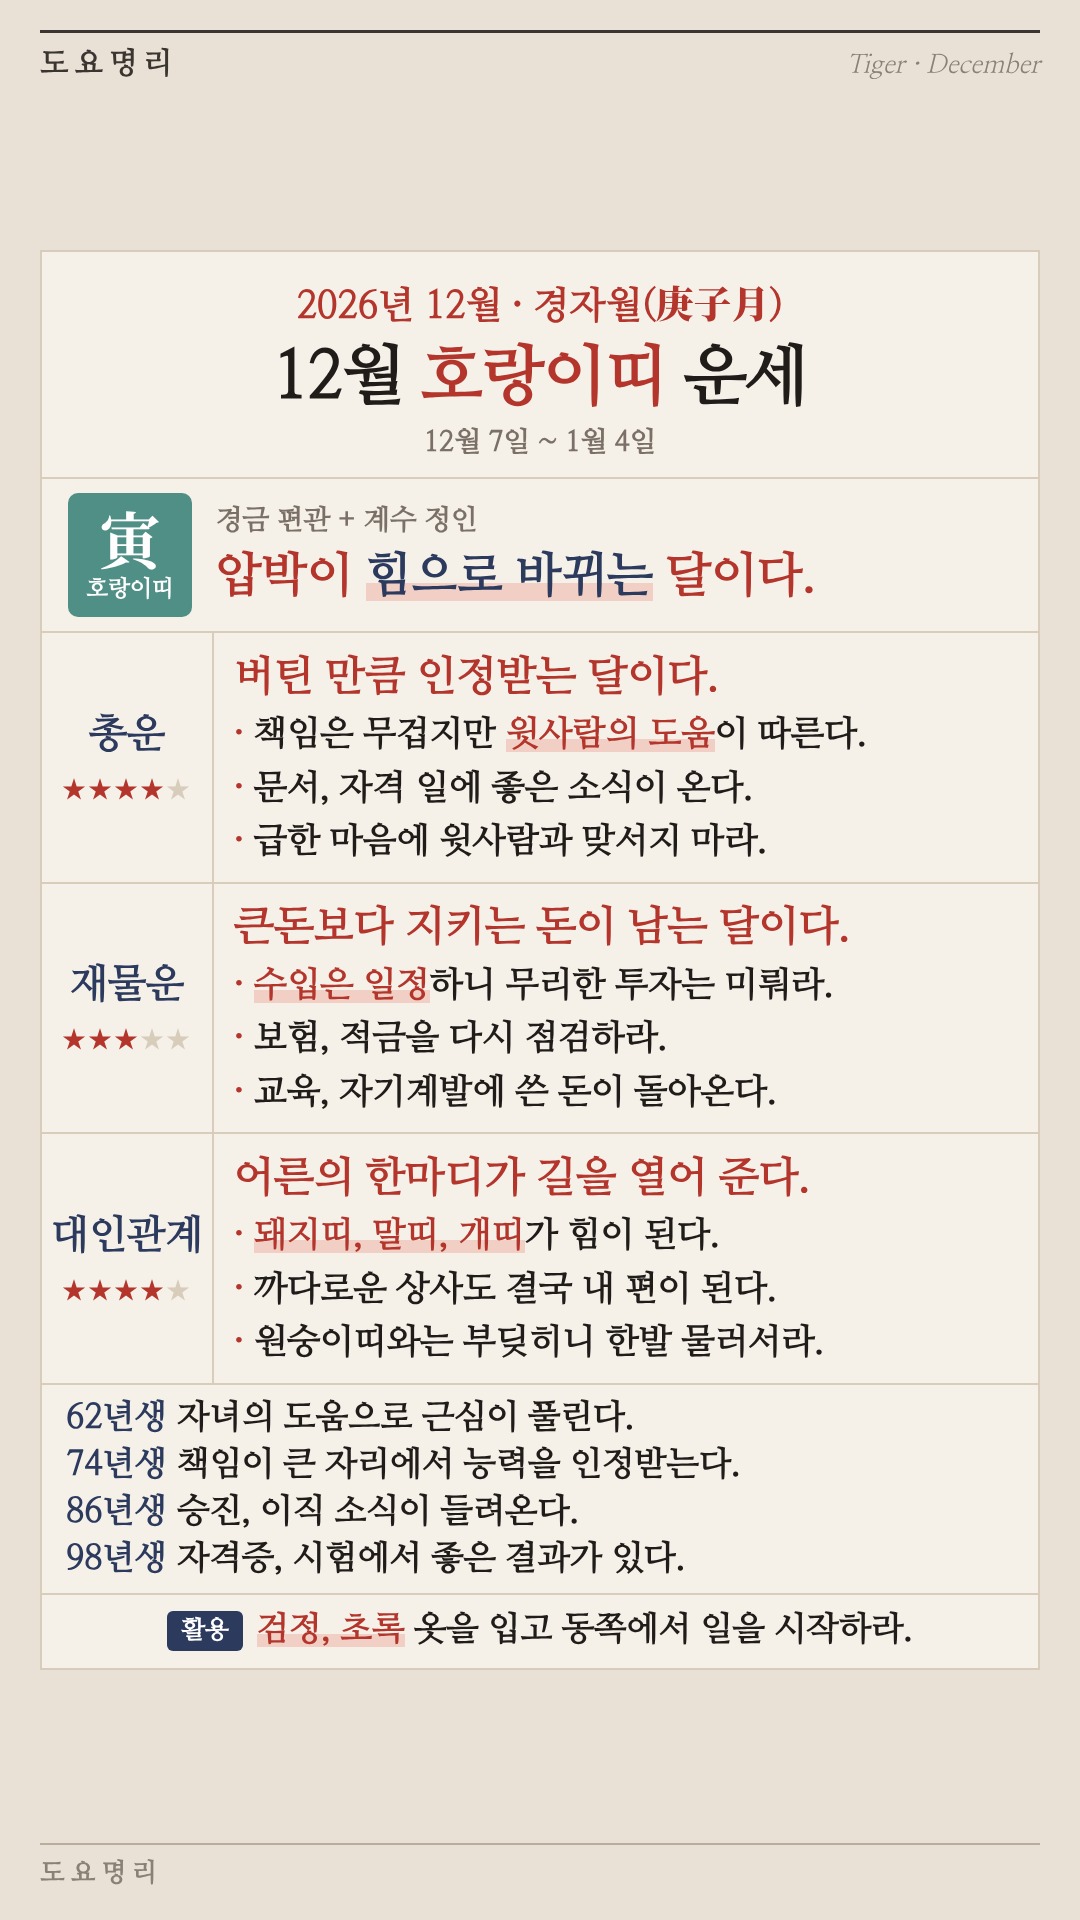 도요명리
Tiger · December
2026년 12월 · 경자월(庚子月)
12월 호랑이띠 운세
12월 7일 ~ 1월 4일
寅
호랑이띠
경금 편관 + 계수 정인
압박이 힘으로 바뀌는 달이다.
총운
★★★★★
버틴 만큼 인정받는 달이다.
· 책임은 무겁지만 윗사람의 도움이 따른다.
· 문서, 자격 일에 좋은 소식이 온다.
· 급한 마음에 윗사람과 맞서지 마라.
재물운
★★★★★
큰돈보다 지키는 돈이 남는 달이다.
· 수입은 일정하니 무리한 투자는 미뤄라.
· 보험, 적금을 다시 점검하라.
· 교육, 자기계발에 쓴 돈이 돌아온다.
대인관계
★★★★★
어른의 한마디가 길을 열어 준다.
· 돼지띠, 말띠, 개띠가 힘이 된다.
· 까다로운 상사도 결국 내 편이 된다.
· 원숭이띠와는 부딪히니 한발 물러서라.
62년생 자녀의 도움으로 근심이 풀린다.
74년생 책임이 큰 자리에서 능력을 인정받는다.
86년생 승진, 이직 소식이 들려온다.
98년생 자격증, 시험에서 좋은 결과가 있다.
활용 검정, 초록 옷을 입고 동쪽에서 일을 시작하라.
도요명리